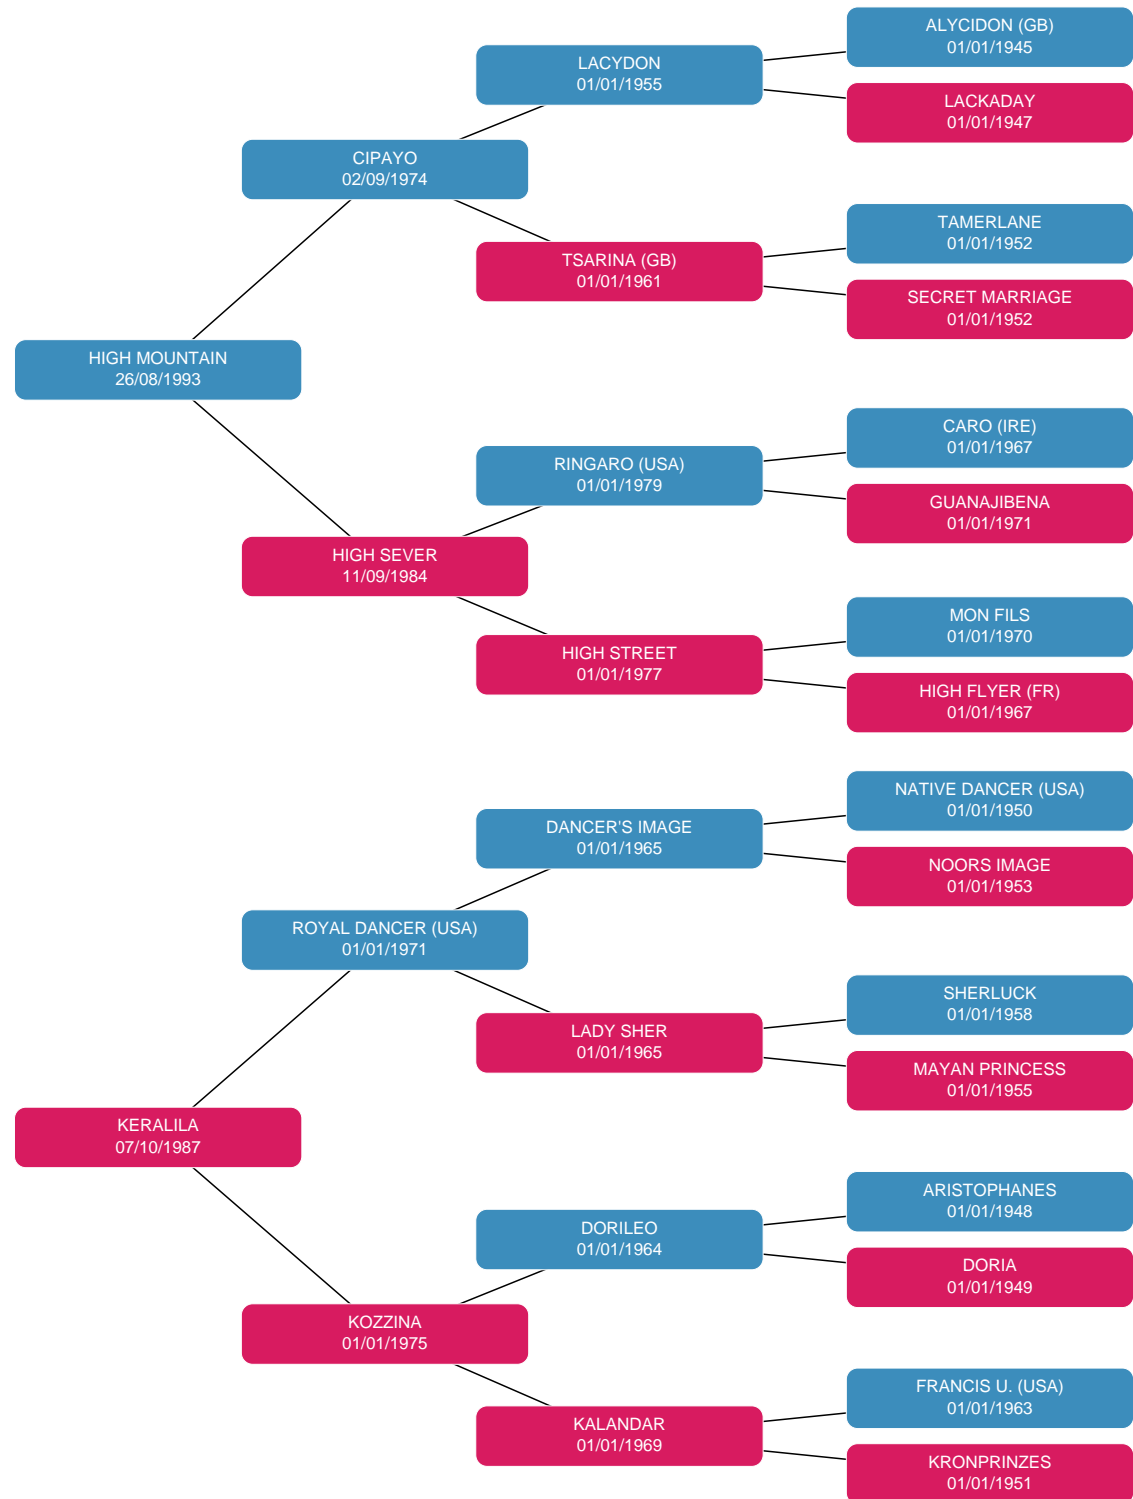 ALYCIDON (GB)
01/01/1945
LACYDON
01/01/1955
LACKADAY
01/01/1947
CIPAYO
02/09/1974
TAMERLANE
01/01/1952
TSARINA (GB)
01/01/1961
SECRET MARRIAGE
01/01/1952
HIGH MOUNTAIN
26/08/1993
CARO (IRE)
01/01/1967
RINGARO (USA)
01/01/1979
GUANAJIBENA
01/01/1971
HIGH SEVER
11/09/1984
MON FILS
01/01/1970
HIGH STREET
01/01/1977
HIGH FLYER (FR)
01/01/1967
NATIVE DANCER (USA)
01/01/1950
DANCER'S IMAGE
01/01/1965
NOORS IMAGE
01/01/1953
ROYAL DANCER (USA)
01/01/1971
SHERLUCK
01/01/1958
LADY SHER
01/01/1965
MAYAN PRINCESS
01/01/1955
KERALILA
07/10/1987
ARISTOPHANES
01/01/1948
DORILEO
01/01/1964
DORIA
01/01/1949
KOZZINA
01/01/1975
FRANCIS U. (USA)
01/01/1963
KALANDAR
01/01/1969
KRONPRINZES
01/01/1951